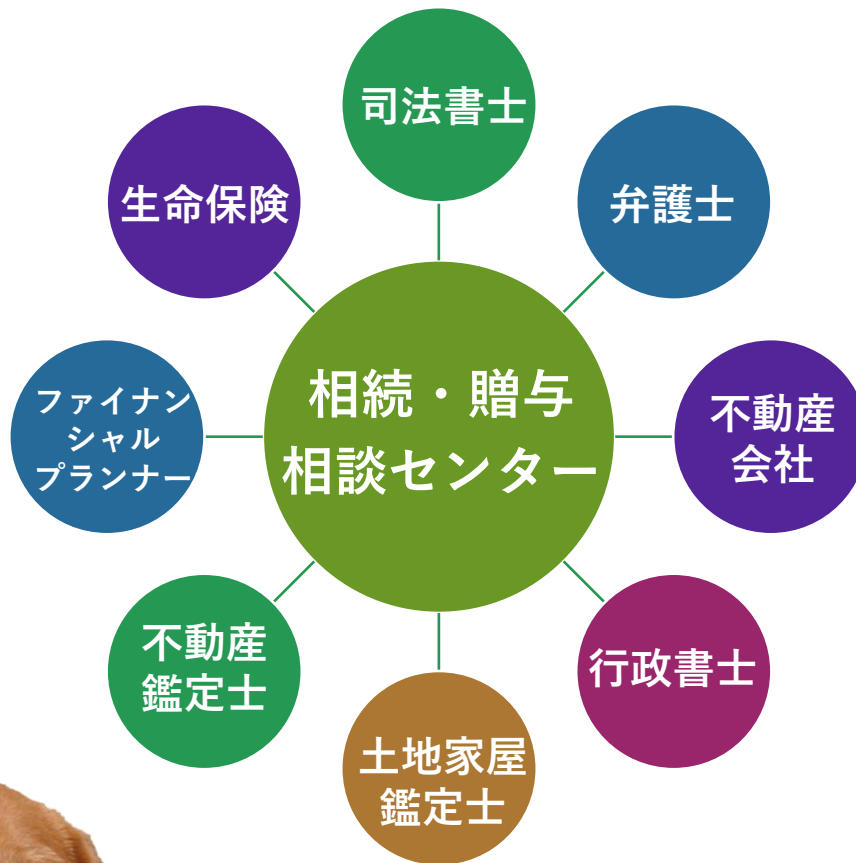 司法書士
弁護士
不動産
会社
行政書士
土地家屋
鑑定士
不動産
鑑定士
ファイナン
シャル
プランナー
生命保険
相続・贈与
相談センター